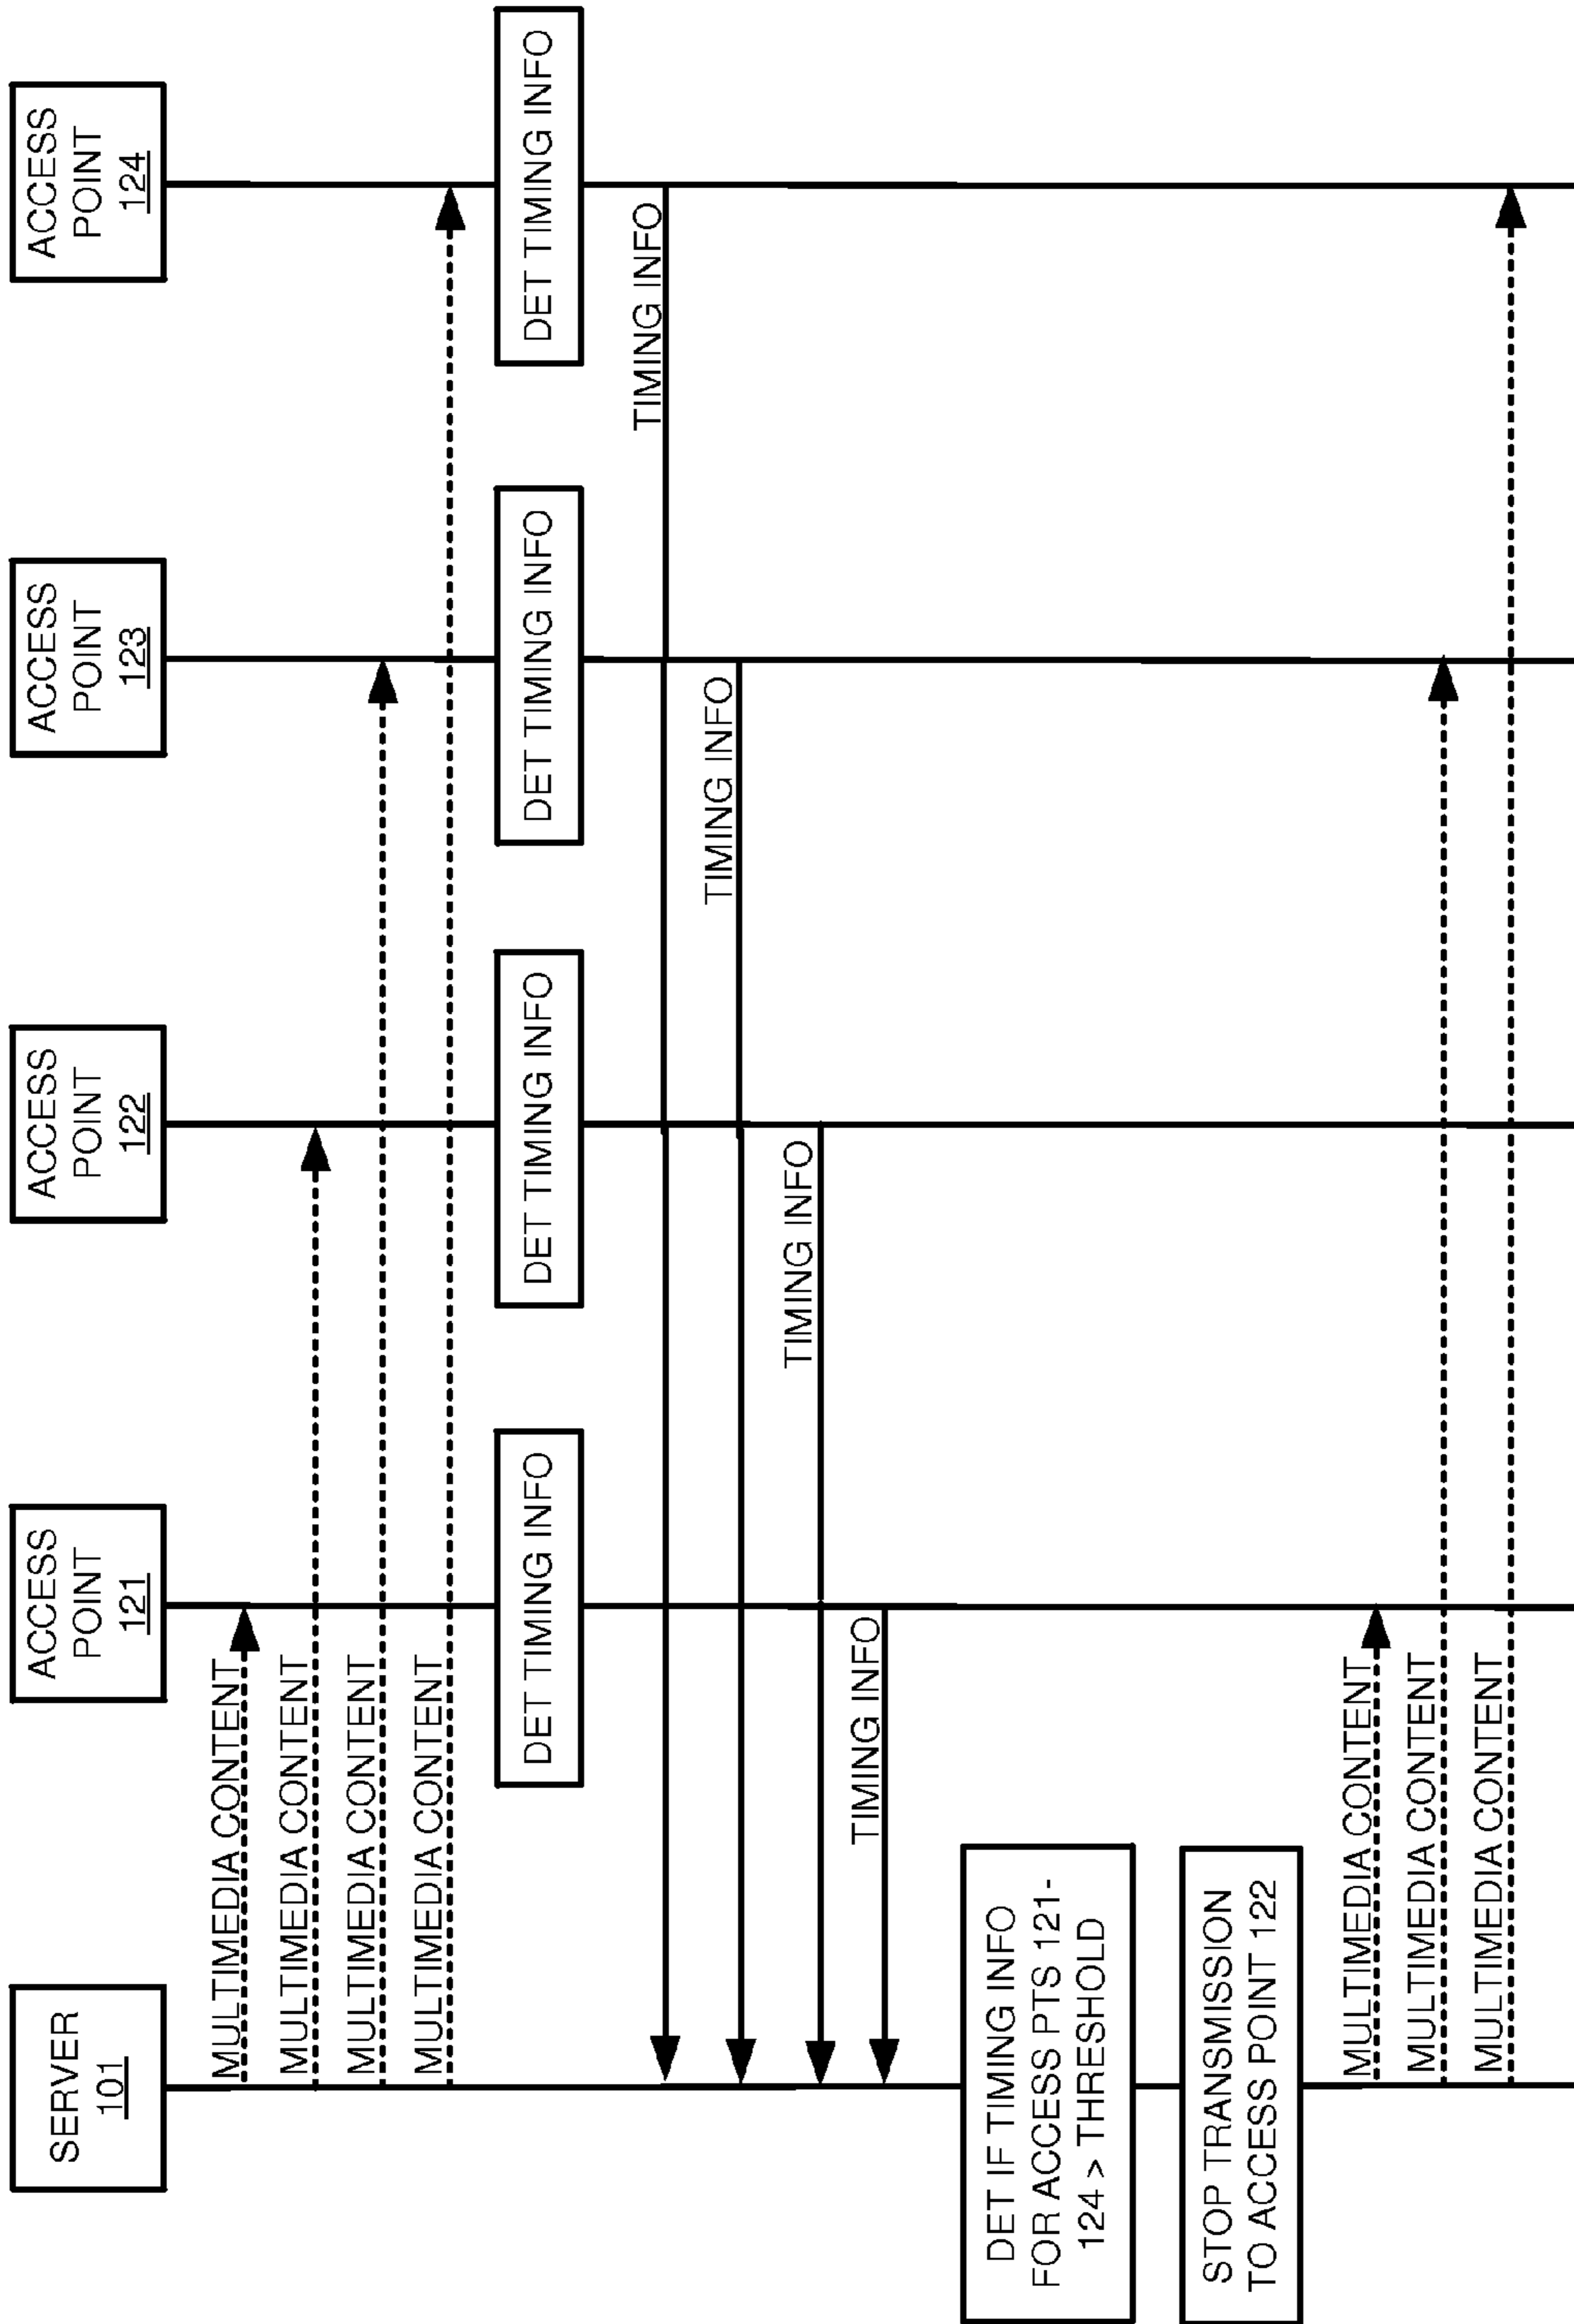 SERVER
101
ACCESS
POINT
121
ACCESS
POINT
122
ACCESS
POINT
123
ACCESS
POINT
124
MULTIMEDIA CONTENT
MULTIMEDIA CONTENT
MULTIMEDIA CONTENT
MULTIMEDIA CONTENT
DET TIMING INFO
DET TIMING INFO
DET TIMING INFO
DET TIMING INFO
TIMING INFO
TIMING INFO
TIMING INFO
TIMING INFO
DET IF TIMING INFO
FOR ACCESS PTS 121-
124 > THRESHOLD
STOP TRANSMISSION
TO ACCESS POINT 122
MULTIMEDIA CONTENT
MULTIMEDIA CONTENT
MULTIMEDIA CONTENT